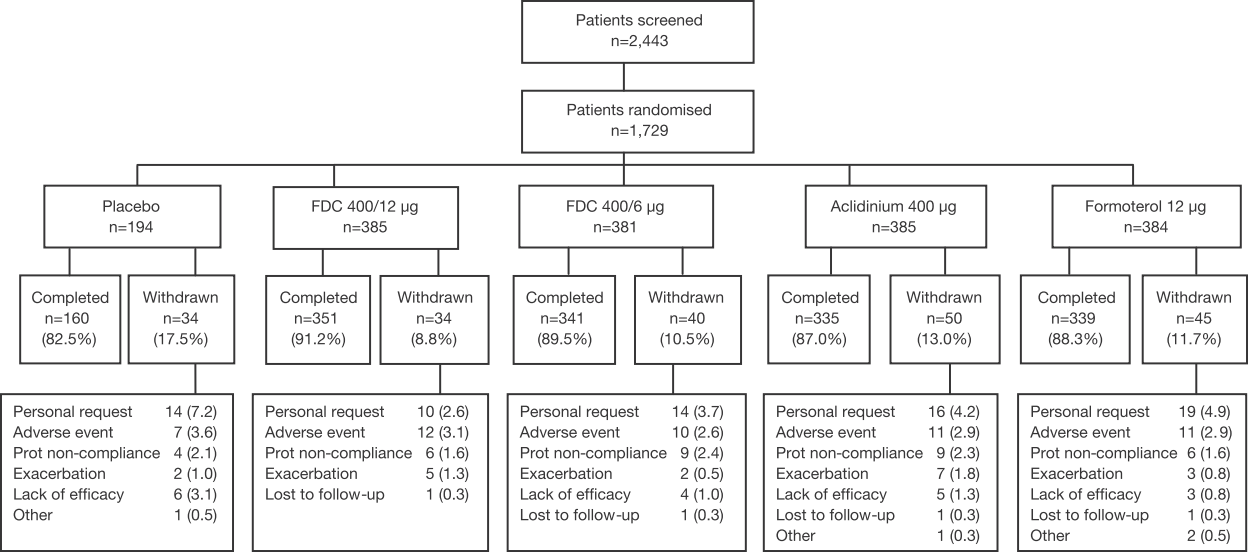 Patients screened
n=2,443
Patients randomised
n=1,729
Placebo
n=194
FDC 400/12 µg
n=385
FDC 400/6 µg
n=381
Aclidinium 400 µg
n=385
Formoterol 12 µg
n=384
Completed
n=160
(82.5%)
Withdrawn
n=34
(17.5%)
Completed
n=351
(91.2%)
Withdrawn
n=34
(8.8%)
Completed
n=341
(89.5%)
Withdrawn
n=40
(10.5%)
Completed
n=335
(87.0%)
Withdrawn
n=50
(13.0%)
Completed
n=339
(88.3%)
Withdrawn
n=45
(11.7%)
Personal request 14 (7.2)
Adverse event 7 (3.6)
Prot non-compliance 4 (2.1)
Exacerbation 2 (1.0)
Lack of efficacy 6 (3.1)
Other 1 (0.5)
Personal request 10 (2.6)
Adverse event 12 (3.1)
Prot non-compliance 6 (1.6)
Exacerbation 5 (1.3)
Lost to follow-up 1 (0.3)
Personal request 14 (3.7)
Adverse event 10 (2.6)
Prot non-compliance 9 (2.4)
Exacerbation 2 (0.5)
Lack of efficacy 4 (1.0)
Lost to follow-up 1 (0.3)
Personal request 16 (4.2)
Adverse event 11 (2.9)
Prot non-compliance 9 (2.3)
Exacerbation 7 (1.8)
Lack of efficacy 5 (1.3)
Lost to follow-up 1 (0.3)
Other 1 (0.3)
Personal request 19 (4.9)
Adverse event 11 (2.9)
Prot non-compliance 6 (1.6)
Exacerbation 3 (0.8)
Lack of efficacy 3 (0.8)
Lost to follow-up 1 (0.3)
Other 2 (0.5)